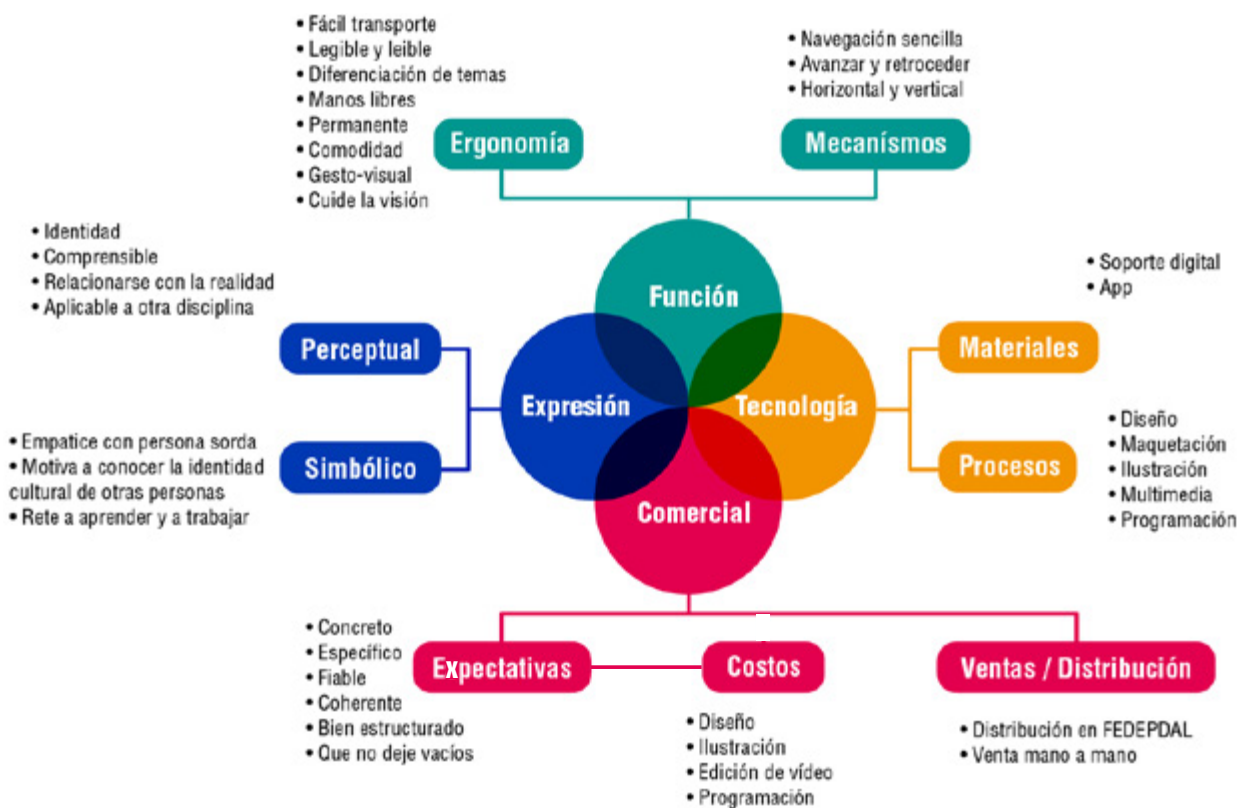 • Fácil transporte
• Legible y leible
• Diferenciación de temas
• Manos libres
• Permanente
• Comodidad
• Gesto-visual
• Cuide la visión
Ergonomía
• Navegación sencilla
• Avanzar y retroceder
• Horizontal y vertical
Mecanísmos
• Identidad
• Comprensible
• Relacionarse con la realidad
• Aplicable a otra disciplina
Perceptual
• Empatice con persona sorda
• Motiva a conocer la identidad
cultural de otras personas
• Rete a aprender y a trabajar
Simbólico
Función
Expresión
Tecnología
Comercial
• Soporte digital
• App
Materiales
• Diseño
• Maquetación
• Ilustración
• Multimedia
• Programación
Procesos
• Concreto
• Específico
• Fiable
• Coherente
• Bien estructurado
• Que no deje vacíos
Expectativas
Costos
• Diseño
• Ilustración
• Edición de vídeo
• Programación
Ventas / Distribución
• Distribución en FEDEPDAL
• Venta mano a mano